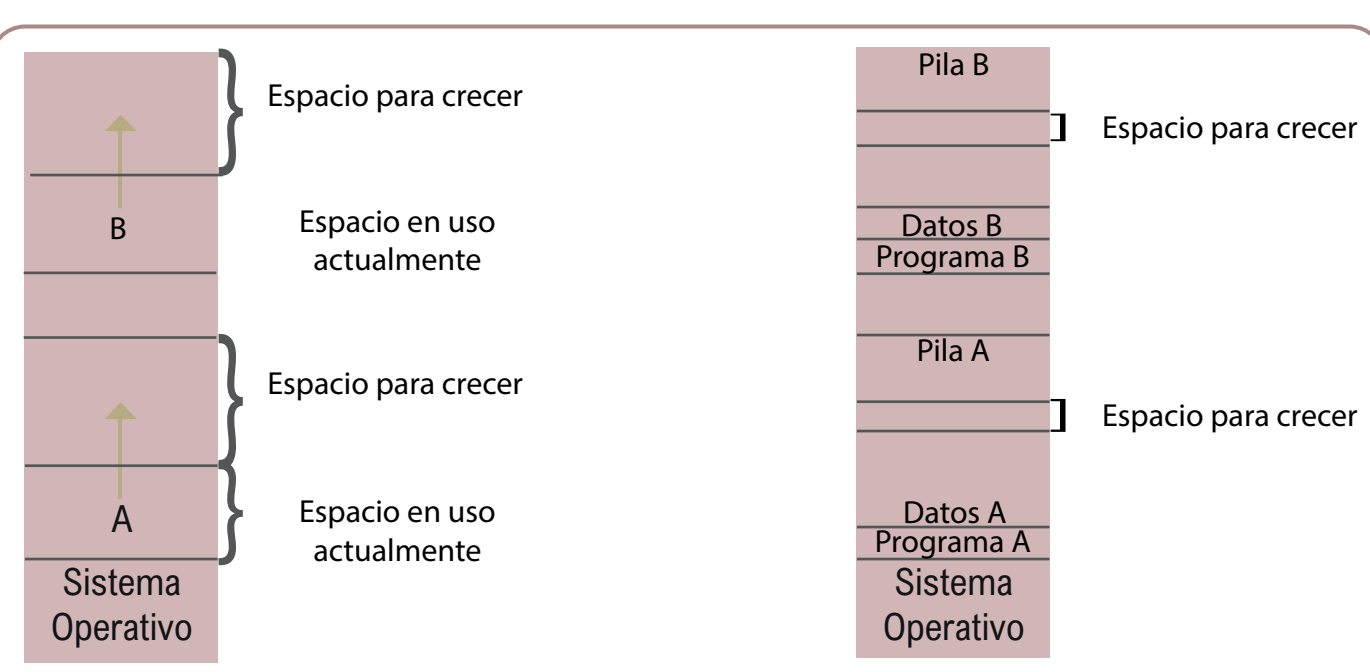 Espacio para crecer
B
Espacio en uso
actualmente
Espacio para crecer
A
Espacio en uso
actualmente
Sistema
Operativo
Pila B
Espacio para crecer
Datos B
Programa B
Pila A
Espacio para crecer
Datos A
Programa A
Sistema
Operativo